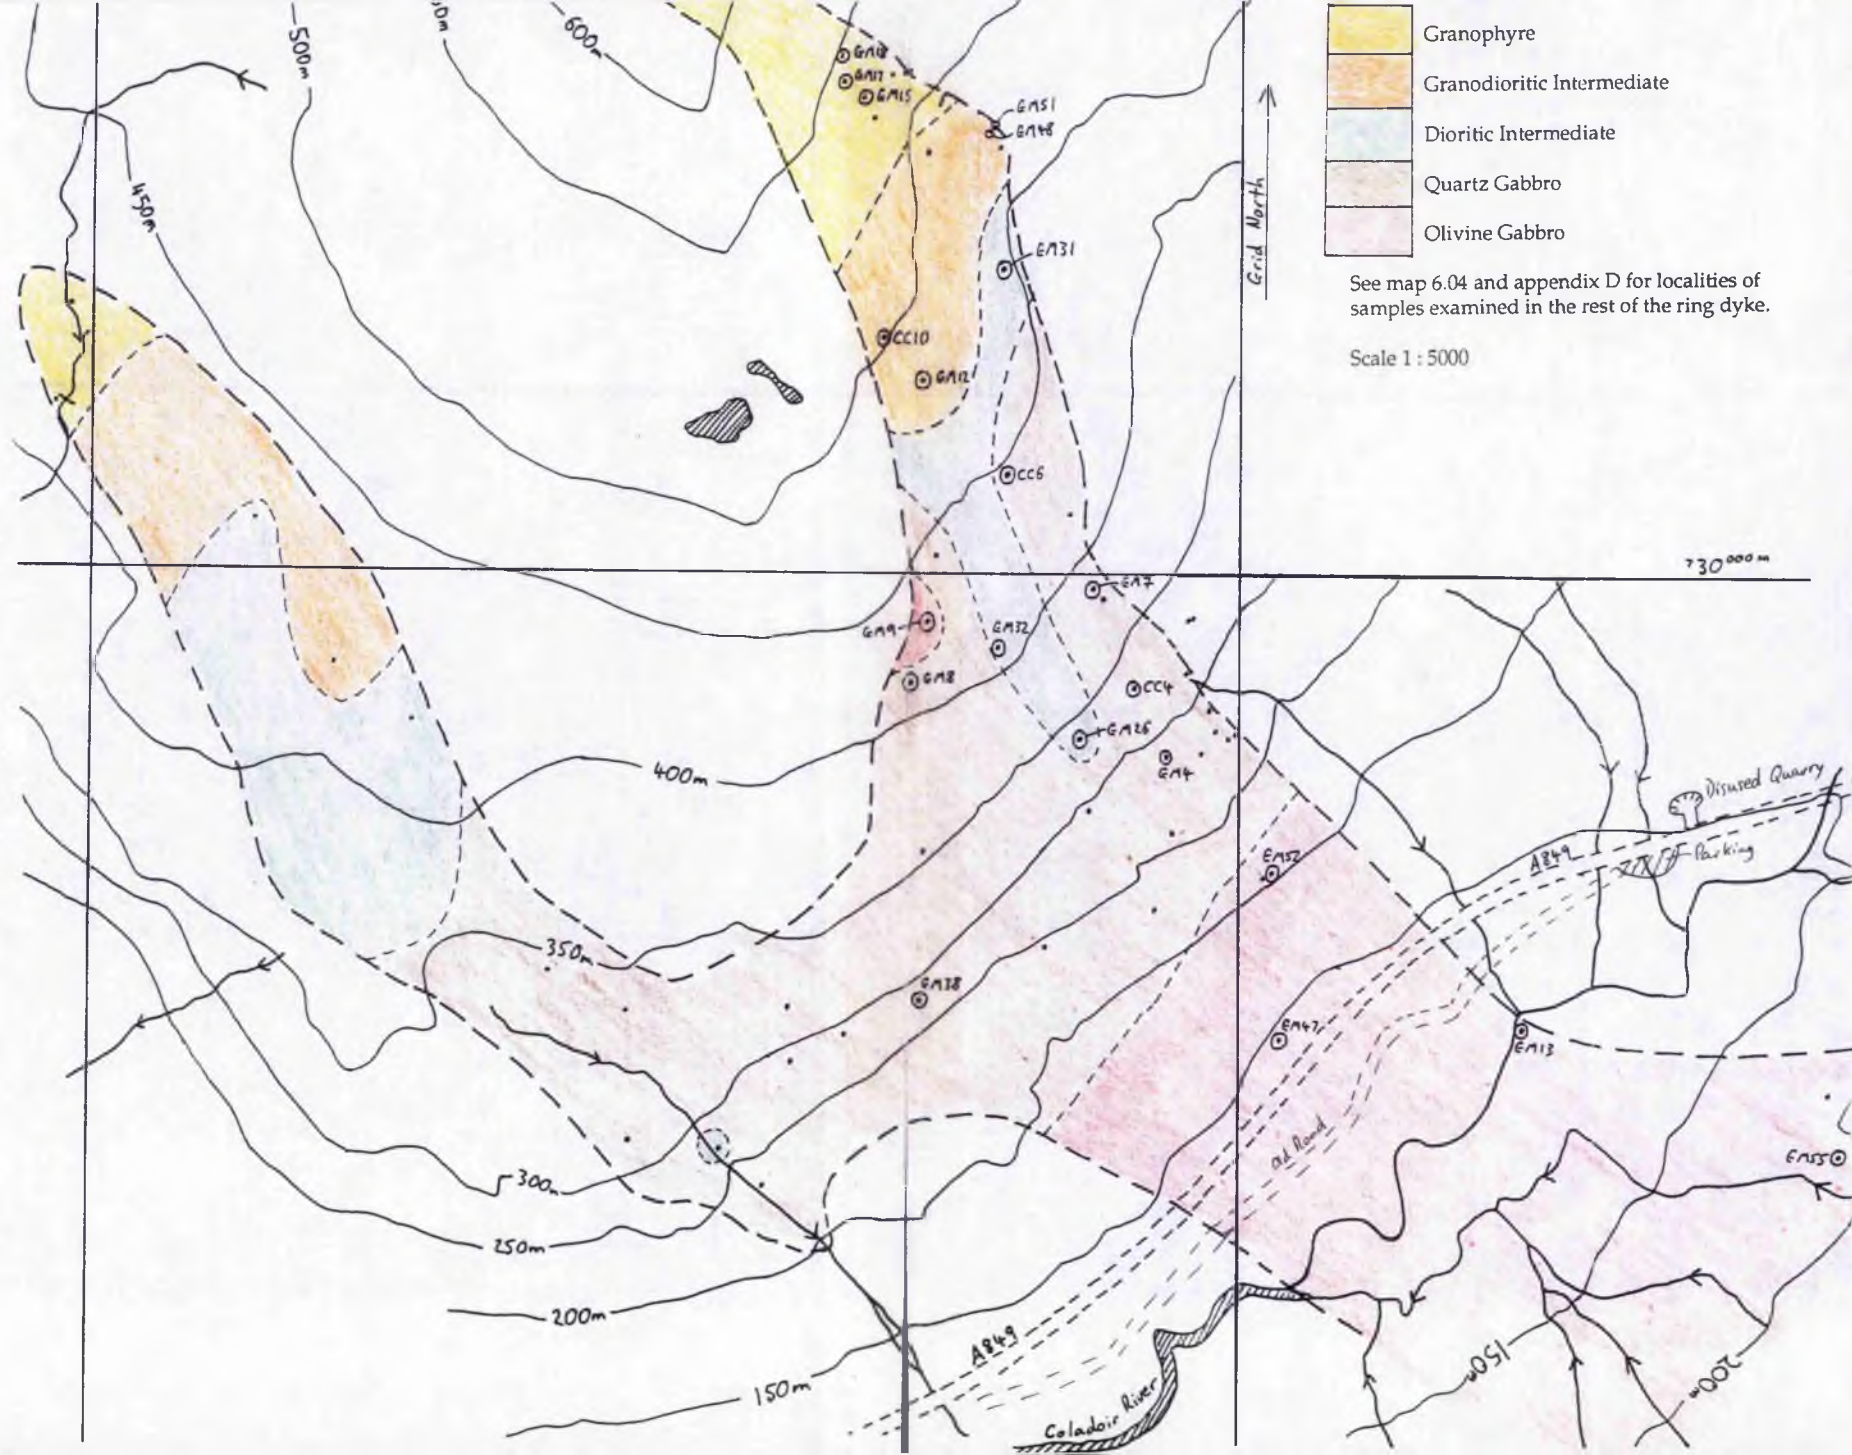 Granophyre
Granodioritic Intermediate
Dioritic Intermediate
Quartz Gabbro
Olivine Gabbro
See map 6.04 and appendix D for localities of
samples examined in the rest of the ring dyke.
Scale 1 : 5000
Grid North
500m
600m
450m
GM18
GM17
GM15
GM51
GM48
GM31
CC10
GM12
CC6
730000m
GM7
GM9
GM32
GM8
CC4
GM26
GM4
400m
Disused Quarry
A849
Parking
GM52
350m
GM38
GM47
GM13
Old Road
GM55
300m
250m
200m
150m
A849
Coladoir River
150m
200m